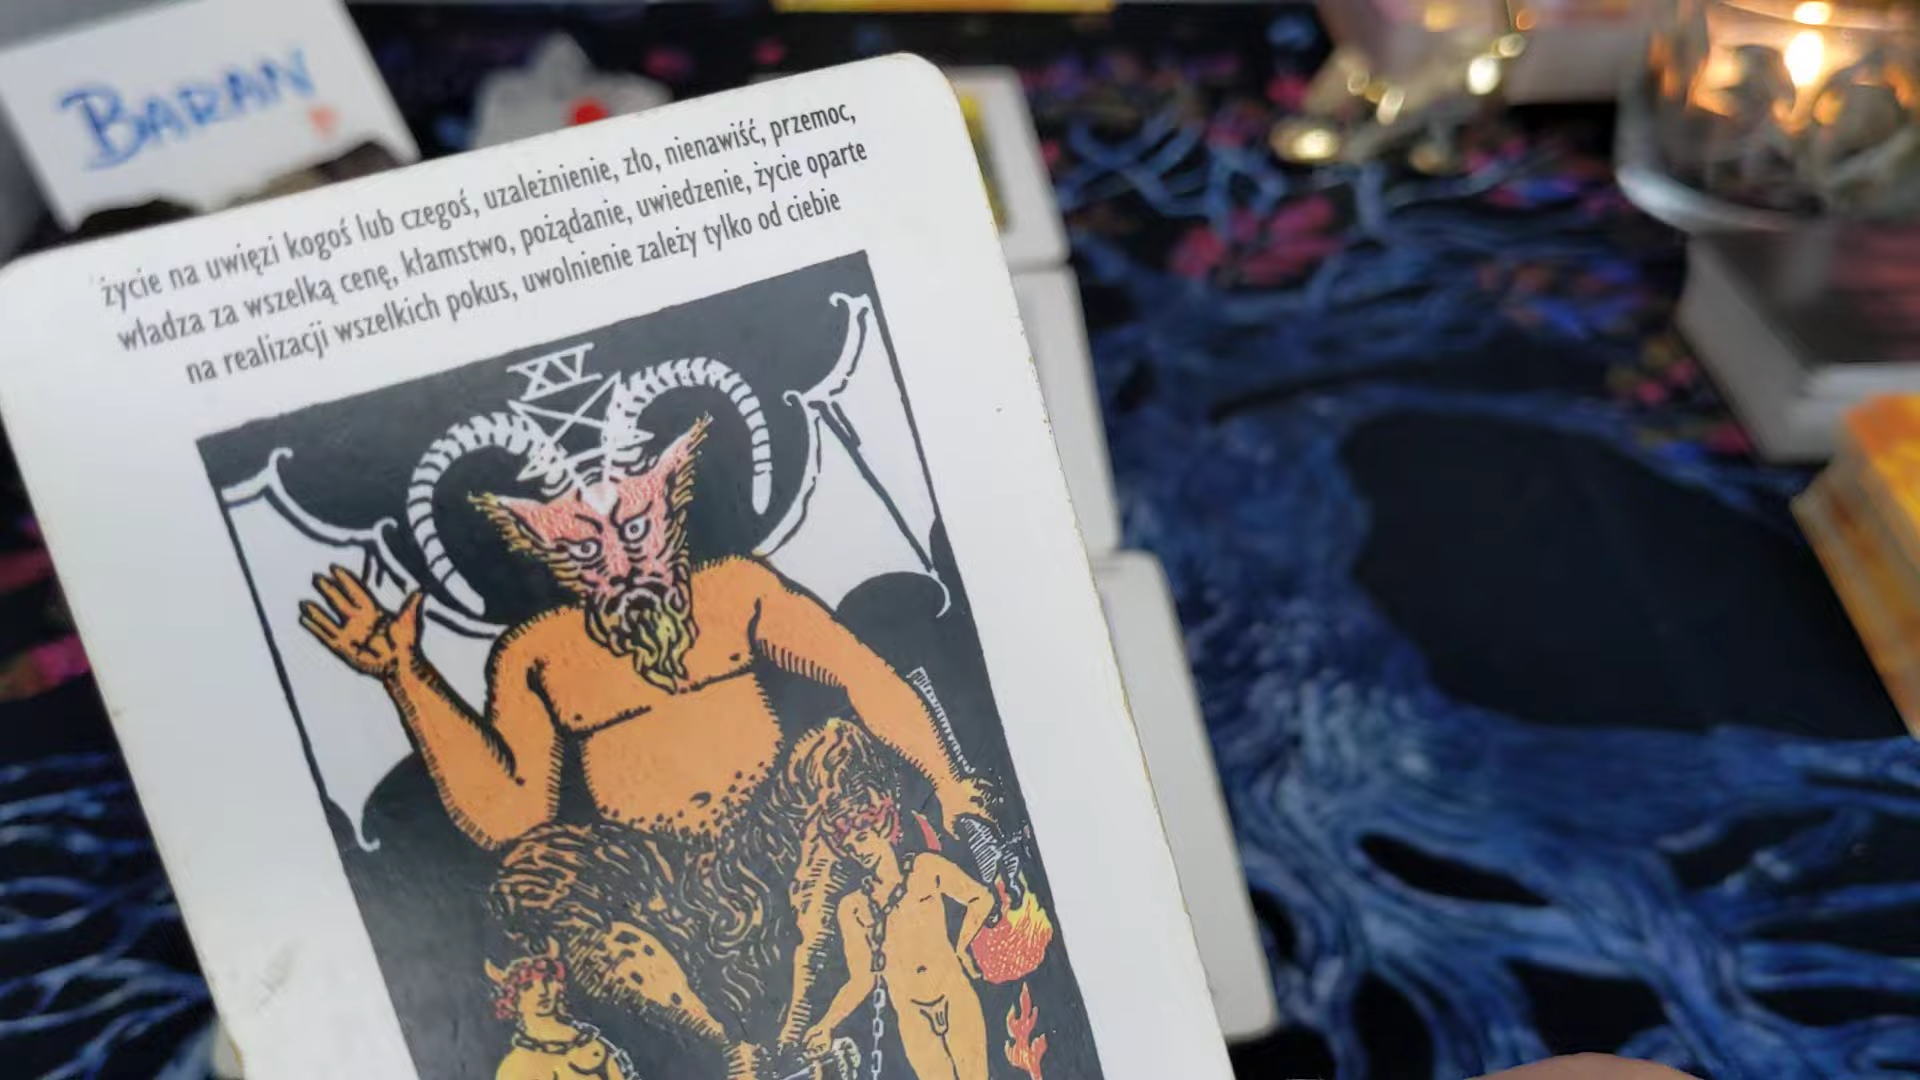 BARAN
życie na uwięzi kogoś lub czegoś, uzależnienie, zło, nienawiść, przemoc,
władza za wszelką cenę, kłamstwo, pożądanie, uwiedzenie, życie oparte
na realizacji wszelkich pokus, uwolnienie zależy tylko od ciebie
XV